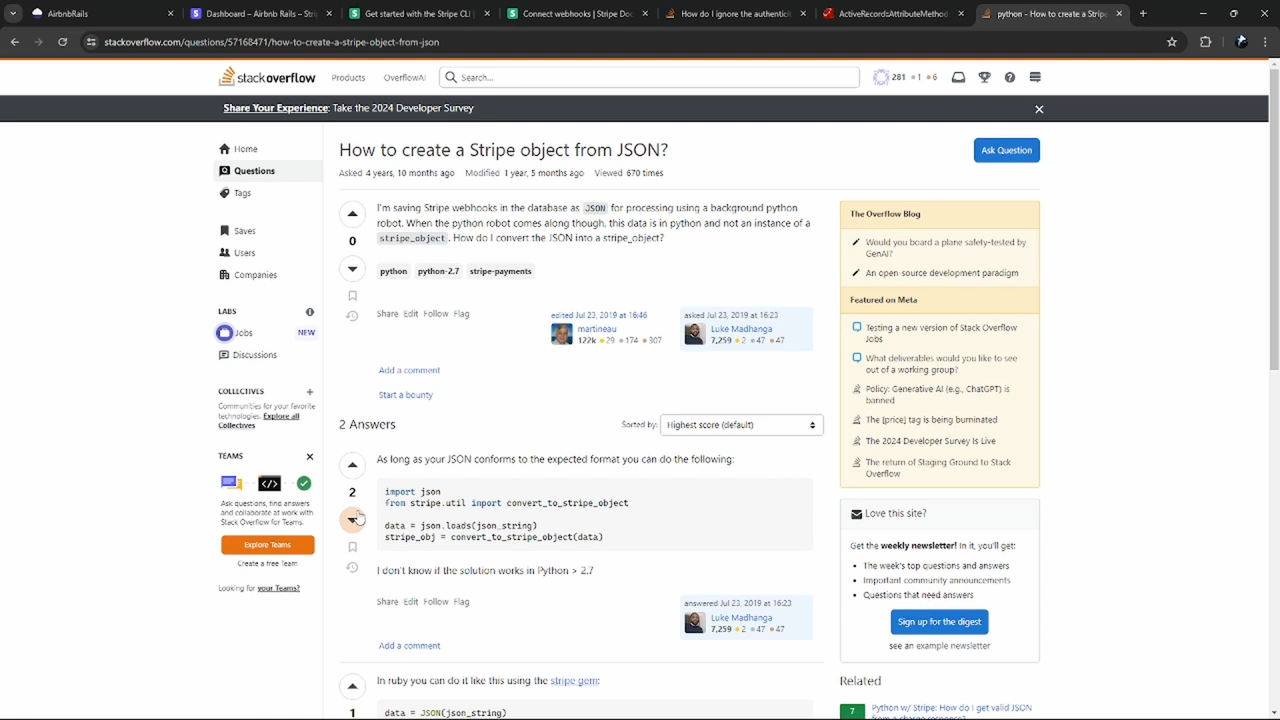 AirbnbRails
Dashboard – Airbnb Rails – Str
Get started with the Stripe CLI
Connect webhooks | Stripe Doc
How do I ignore the authenticit
ActiveRecord::AttributeMethod
python - How to create a Stripe
stackoverflow.com/questions/57168471/how-to-create-a-stripe-object-from-json
stackoverflow
Products
OverflowAI
Search...
281 1 6
Share Your Experience: Take the 2024 Developer Survey
Home
Questions
Tags
Saves
Users
Companies
LABS
Jobs NEW
Discussions
COLLECTIVES
Communities for your favorite
technologies. Explore all
Collectives
TEAMS
Ask questions, find answers
and collaborate at work with
Stack Overflow for Teams.
Explore Teams
Create a free Team
Looking for your Teams?
How to create a Stripe object from JSON?
Ask Question
Asked 4 years, 10 months ago Modified 1 year, 5 months ago Viewed 670 times
0
I'm saving Stripe webhooks in the database as JSON for processing using a background python
robot. When the python robot comes along though, this data is in python and not an instance of
stripe_object. How do I convert the JSON into a stripe_object?
python python-2.7 stripe-payments
Share Edit Follow Flag
edited Jul 23, 2019 at 16:46
martineau
122k 29 174 307
asked Jul 23, 2019 at 16:23
Luke Madhanga
7,259 2 47 47
Add a comment
Start a bounty
2 Answers
Sorted by: Highest score (default)
2
As long as your JSON conforms to the expected format you can do the following:
import json
from stripe.util import convert_to_stripe_object
data = json.loads(json_string)
stripe_obj = convert_to_stripe_object(data)
I don't know if the solution works in Python > 2.7
Share Edit Follow Flag
answered Jul 23, 2019 at 16:23
Luke Madhanga
7,259 2 47 47
Add a comment
1
In ruby you can do it like this using the stripe gem:
data = JSON(json_string)
The Overflow Blog
Would you board a plane safety-tested by
GenAI?
An open-source development paradigm
Featured on Meta
Testing a new version of Stack Overflow
Jobs
What deliverables would you like to see
out of a working group?
Policy: Generative AI (e.g., ChatGPT) is
banned
The [price] tag is being burninated
The 2024 Developer Survey Is Live
The return of Staging Ground to Stack
Overflow
Love this site?
Get the weekly newsletter! In it, you'll get:
• The week's top questions and answers
• Important community announcements
• Questions that need answers
Sign up for the digest
see an example newsletter
Related
7
Python w/ Stripe: How do I get valid JSON
from a charge response?